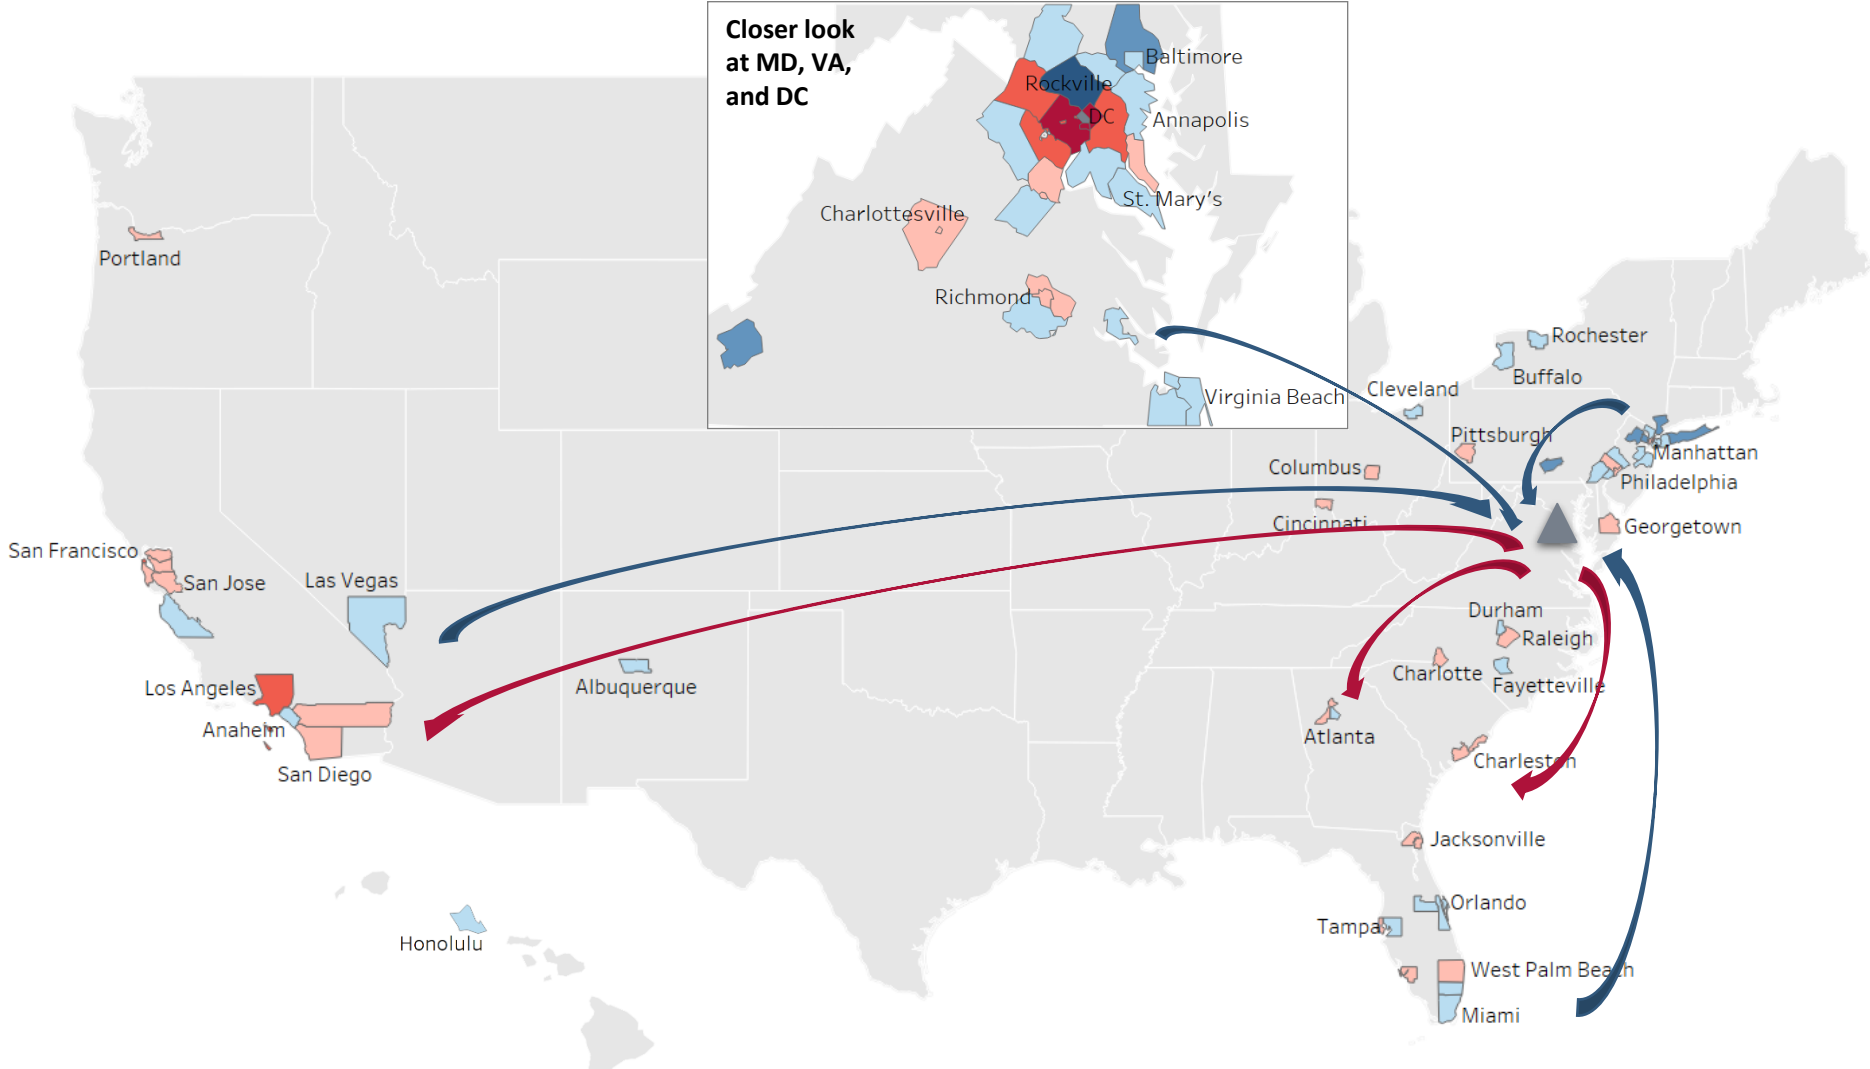 Closer look
at MD, VA,
and DC
Baltimore
Rockville
DC
Annapolis
St. Mary's
Charlottesville
Richmond
Virginia Beach
Portland
Rochester
Buffalo
Cleveland
Pittsburgh
Manhattan
Columbus
Philadelphia
Cincinnati
Georgetown
San Francisco
San Jose
Las Vegas
Durham
Raleigh
Charlotte
Fayetteville
Los Angeles
Albuquerque
Anaheim
Atlanta
San Diego
Charleston
Jacksonville
Orlando
Tampa
Honolulu
West Palm Beach
Miami